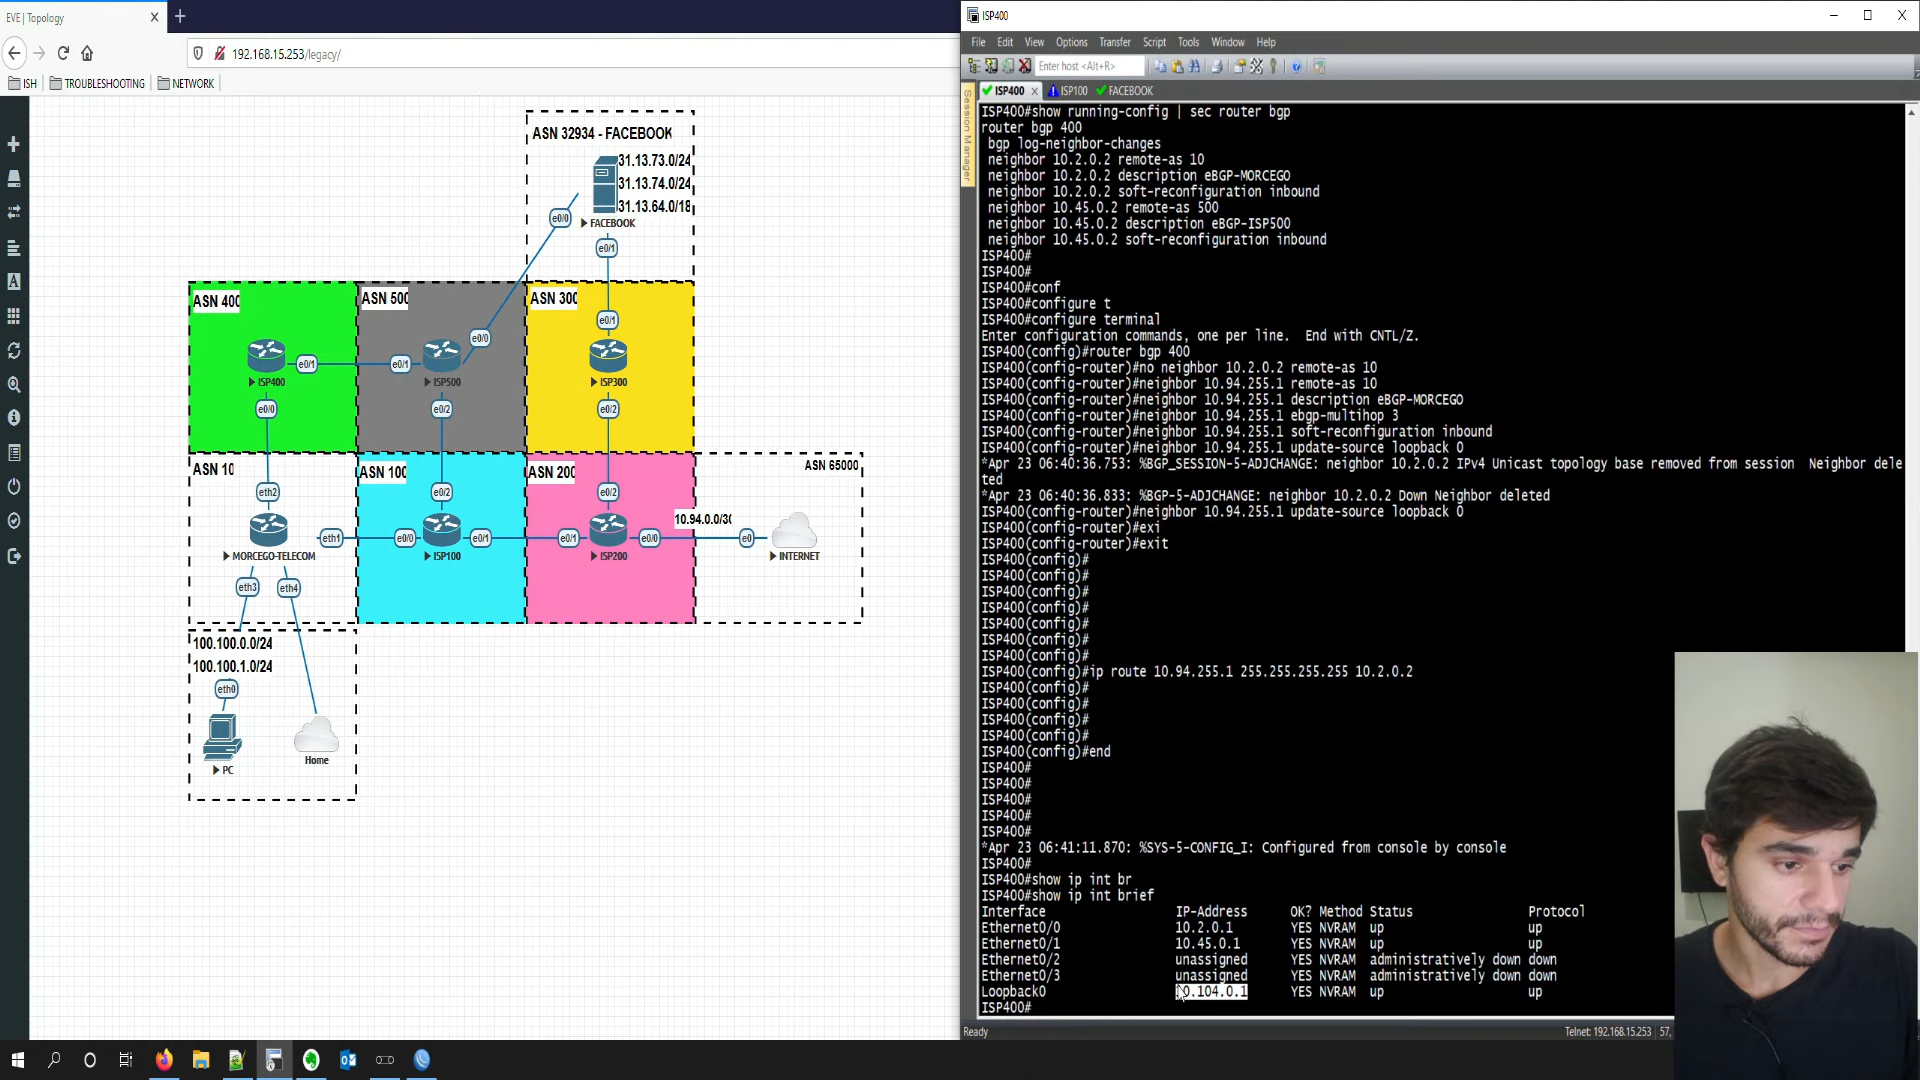 EVE | Topology
192.168.15.253/legacy/
ISH
TROUBLESHOOTING
NETWORK
ASN 32934 - FACEBOOK
31.13.73.0/24
31.13.74.0/24
31.13.64.0/18
e0/0
FACEBOOK
e0/1
ASN 400
ASN 500
ASN 300
e0/1
e0/0
e0/1
e0/1
ISP400
ISP500
ISP300
e0/0
e0/2
e0/2
ASN 10
ASN 100
ASN 200
ASN 65000
eth2
e0/2
e0/2
10.94.0.0/30
eth1
e0/0
e0/1
e0/1
e0/0
e0
MORCEGO-TELECOM
ISP100
ISP200
INTERNET
eth3
eth4
100.100.0.0/24
100.100.1.0/24
eth0
PC
Home
ISP400
File Edit View Options Transfer Script Tools Window Help
Enter host <Alt+R>
Session Manager
ISP400
ISP100
FACEBOOK
ISP400#show running-config | sec router bgp
router bgp 400
bgp log-neighbor-changes
neighbor 10.2.0.2 remote-as 10
neighbor 10.2.0.2 description eBGP-MORCEGO
neighbor 10.2.0.2 soft-reconfiguration inbound
neighbor 10.45.0.2 remote-as 500
neighbor 10.45.0.2 description eBGP-ISP500
neighbor 10.45.0.2 soft-reconfiguration inbound
ISP400#
ISP400#
ISP400#conf
ISP400#configure t
ISP400#configure terminal
Enter configuration commands, one per line.  End with CNTL/Z.
ISP400(config)#router bgp 400
ISP400(config-router)#no neighbor 10.2.0.2 remote-as 10
ISP400(config-router)#neighbor 10.94.255.1 remote-as 10
ISP400(config-router)#neighbor 10.94.255.1 description eBGP-MORCEGO
ISP400(config-router)#neighbor 10.94.255.1 ebgp-multihop 3
ISP400(config-router)#neighbor 10.94.255.1 soft-reconfiguration inbound
ISP400(config-router)#neighbor 10.94.255.1 update-source loopback 0
*Apr 23 06:40:36.753: %BGP_SESSION-5-ADJCHANGE: neighbor 10.2.0.2 IPv4 Unicast topology base removed from session  Neighbor dele
ted
*Apr 23 06:40:36.833: %BGP-5-ADJCHANGE: neighbor 10.2.0.2 Down Neighbor deleted
ISP400(config-router)#neighbor 10.94.255.1 update-source loopback 0
ISP400(config-router)#exi
ISP400(config-router)#exit
ISP400(config)#
ISP400(config)#
ISP400(config)#
ISP400(config)#
ISP400(config)#
ISP400(config)#
ISP400(config)#
ISP400(config)#ip route 10.94.255.1 255.255.255.255 10.2.0.2
ISP400(config)#
ISP400(config)#
ISP400(config)#
ISP400(config)#
ISP400(config)#end
ISP400#
ISP400#
ISP400#
ISP400#
ISP400#
*Apr 23 06:41:11.870: %SYS-5-CONFIG_I: Configured from console by console
ISP400#
ISP400#show ip int br
ISP400#show ip int brief
Interface IP-Address OK? Method Status Protocol
Ethernet0/0 10.2.0.1 YES NVRAM up up
Ethernet0/1 10.45.0.1 YES NVRAM up up
Ethernet0/2 unassigned YES NVRAM administratively down down
Ethernet0/3 unassigned YES NVRAM administratively down down
Loopback0 10.104.0.1 YES NVRAM up up
ISP400#
Ready
Telnet: 192.168.15.253 57,